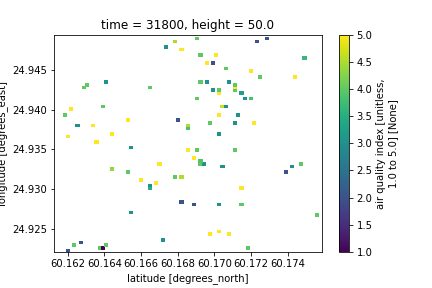 time = 31800, height = 50.0
24.945
24.940
24.935
24.930
24.925
longitude [degrees_east]
60.162 60.164 60.166 60.168 60.170 60.172 60.174
latitude [degrees_north]
5.0
4.5
4.0
3.5
3.0
2.5
2.0
1.5
1.0
air quality index [unitless,
1.0 to 5.0] [None]